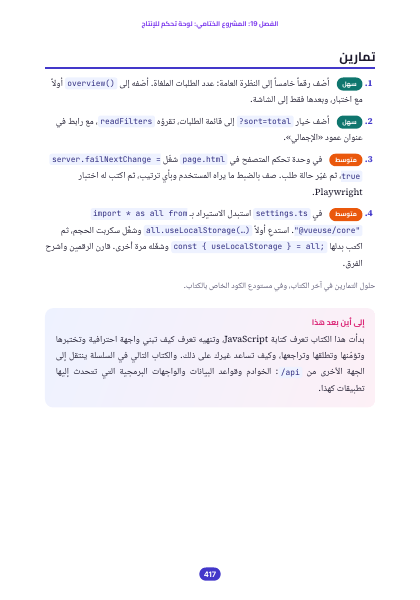 الفصل 19: المشروع الختامي: لوحة تحكم للإنتاج
تمارين
1. سهل أضف رقماً خامساً إلى النظرة العامة: عدد الطلبات الملغاة. أضفه إلى overview() أولاً
مع اختبار، وبعدها فقط إلى الشاشة.
2. سهل أضف خيار ?sort=total إلى قائمة الطلبات، تقرؤه readFilters، مع رابط في
عنوان عمود «الإجمالي».
3. متوسط في وحدة تحكم المتصفح في page.html شغّل server.failNextChange =
true، ثم غيّر حالة طلب. صف بالضبط ما يراه المستخدم وبأي ترتيب، ثم اكتب له اختبار
Playwright.
4. متوسط في settings.ts استبدل الاستيراد بـ import * as all from
"@vueuse/core". استدعِ أولاً all.useLocalStorage(…) وشغّل سكربت الحجم، ثم
اكتب بدلها const { useLocalStorage } = all; وشغّله مرة أخرى. قارن الرقمين واشرح
الفرق.
حلول التمارين في آخر الكتاب، وفي مستودع الكود الخاص بالكتاب.
إلى أين بعد هذا
بدأت هذا الكتاب تعرف كتابة JavaScript. وتنهيه تعرف كيف تبني واجهة احترافية وتختبرها
وتؤمّنها وتطلقها وتراجعها، وكيف تساعد غيرك على ذلك. والكتاب التالي في السلسلة ينتقل إلى
الجهة الأخرى من /api: الخوادم وقواعد البيانات والواجهات البرمجية التي تتحدث إليها
تطبيقات كهذا.
417